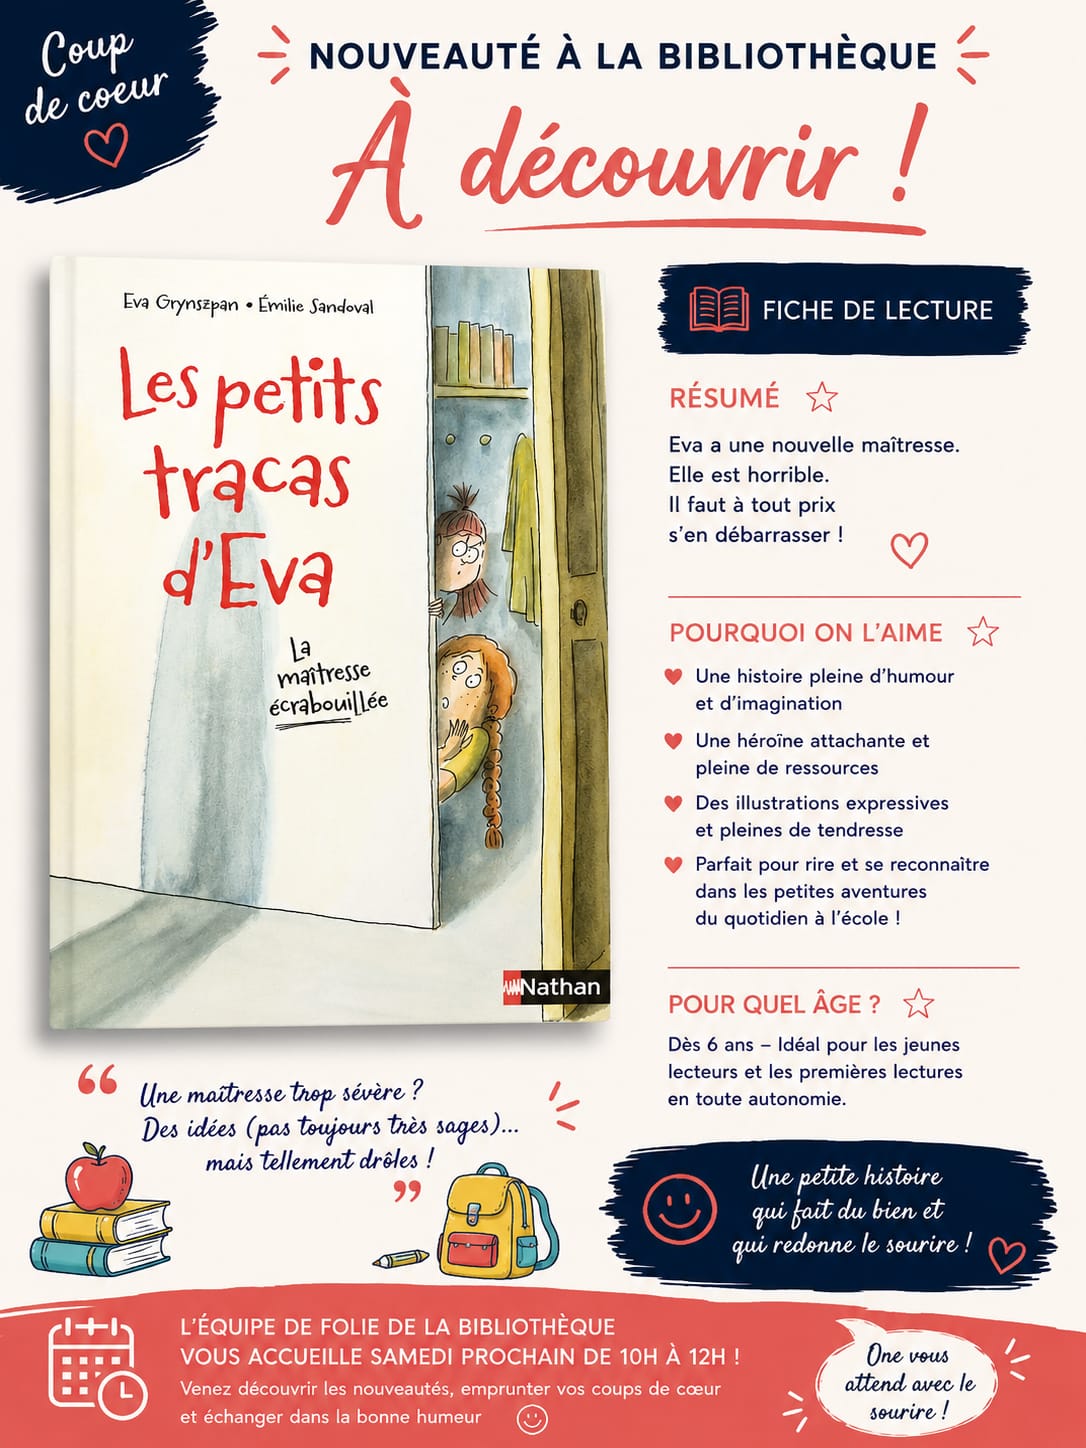 Coup
de coeur
NOUVEAUTÉ À LA BIBLIOTHÈQUE
À découvrir !
Eva Grynszpan • Émilie Sandoval
Les petits
tracas
d'Eva
La
maîtresse
écrabouillée
Nathan
FICHE DE LECTURE
RÉSUMÉ
Eva a une nouvelle maîtresse.
Elle est horrible.
Il faut à tout prix
s'en débarrasser !
POURQUOI ON L'AIME
Une histoire pleine d'humour
et d'imagination
Une héroïne attachante et
pleine de ressources
Des illustrations expressives
et pleines de tendresse
Parfait pour rire et se reconnaître
dans les petites aventures
du quotidien à l'école !
POUR QUEL ÂGE ?
Dès 6 ans – Idéal pour les jeunes
lecteurs et les premières lectures
en toute autonomie.
“ Une maîtresse trop sévère ?
Des idées (pas toujours très sages)...
mais tellement drôles ! ”
Une petite histoire
qui fait du bien et
qui redonne le sourire !
L'ÉQUIPE DE FOLIE DE LA BIBLIOTHÈQUE
VOUS ACCUEILLE SAMEDI PROCHAIN DE 10H À 12H !
Venez découvrir les nouveautés, emprunter vos coups de cœur
et échanger dans la bonne humeur
One vous
attend avec le
sourire !